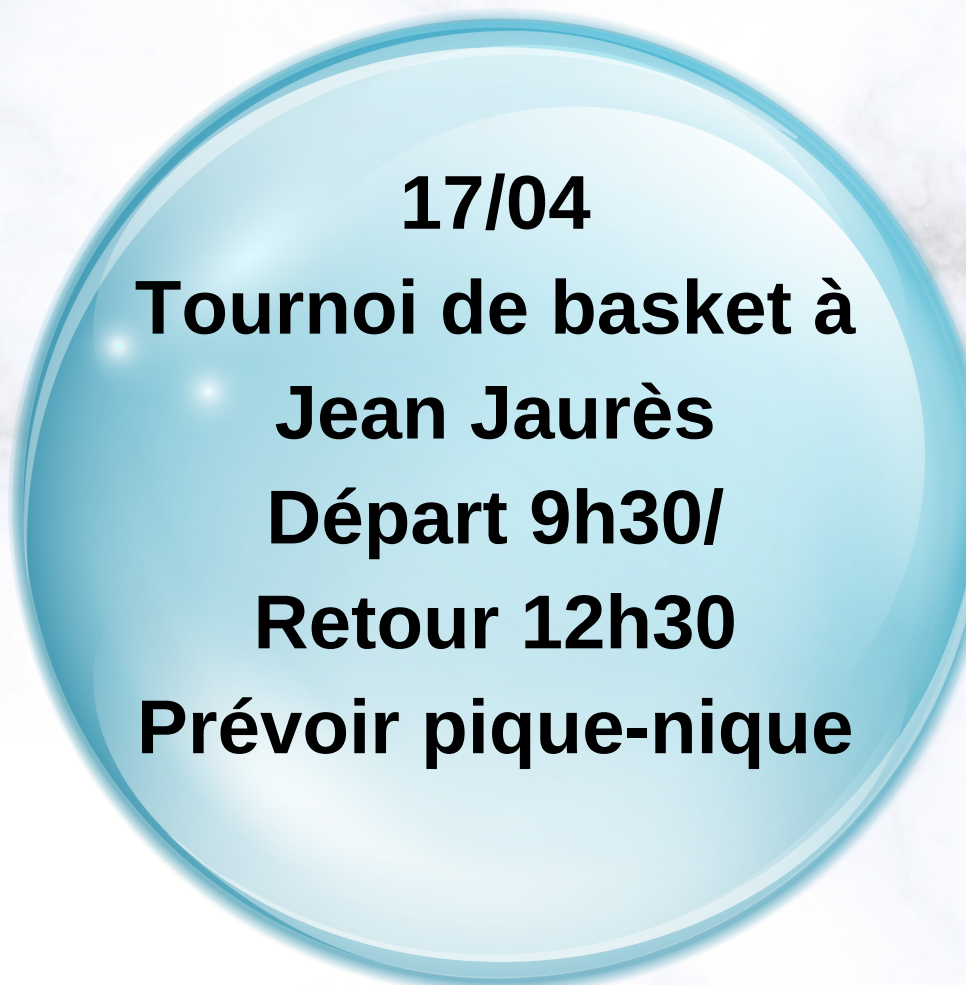 17/04
Tournoi de basket à
Jean Jaurès
Départ 9h30/
Retour 12h30
Prévoir pique-nique